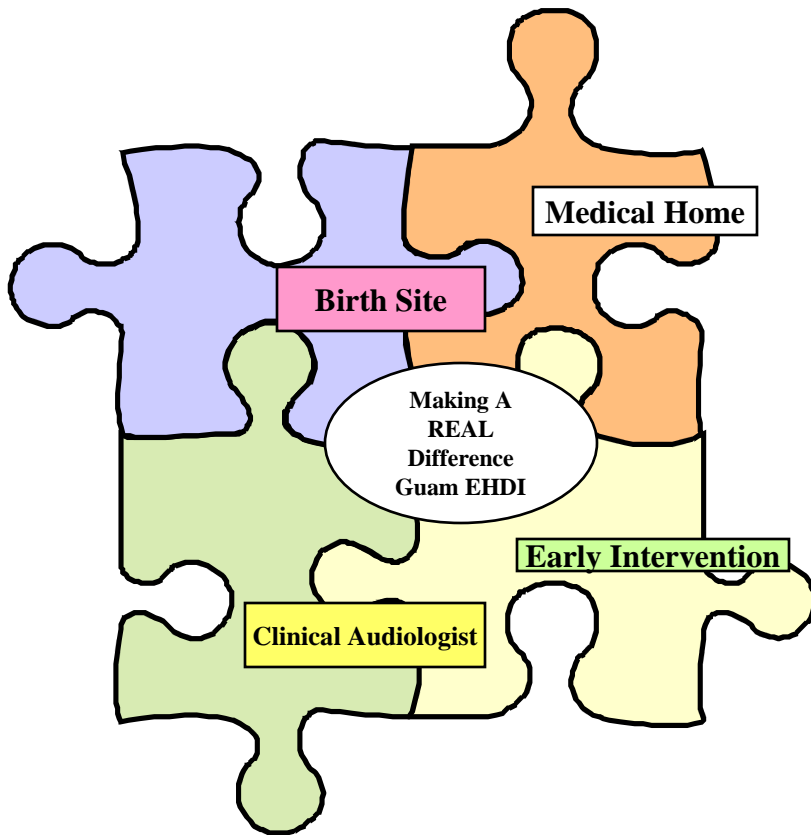 Medical Home
Birth Site
Making A
REAL
Difference
Guam EHDI
Early Intervention
Clinical Audiologist